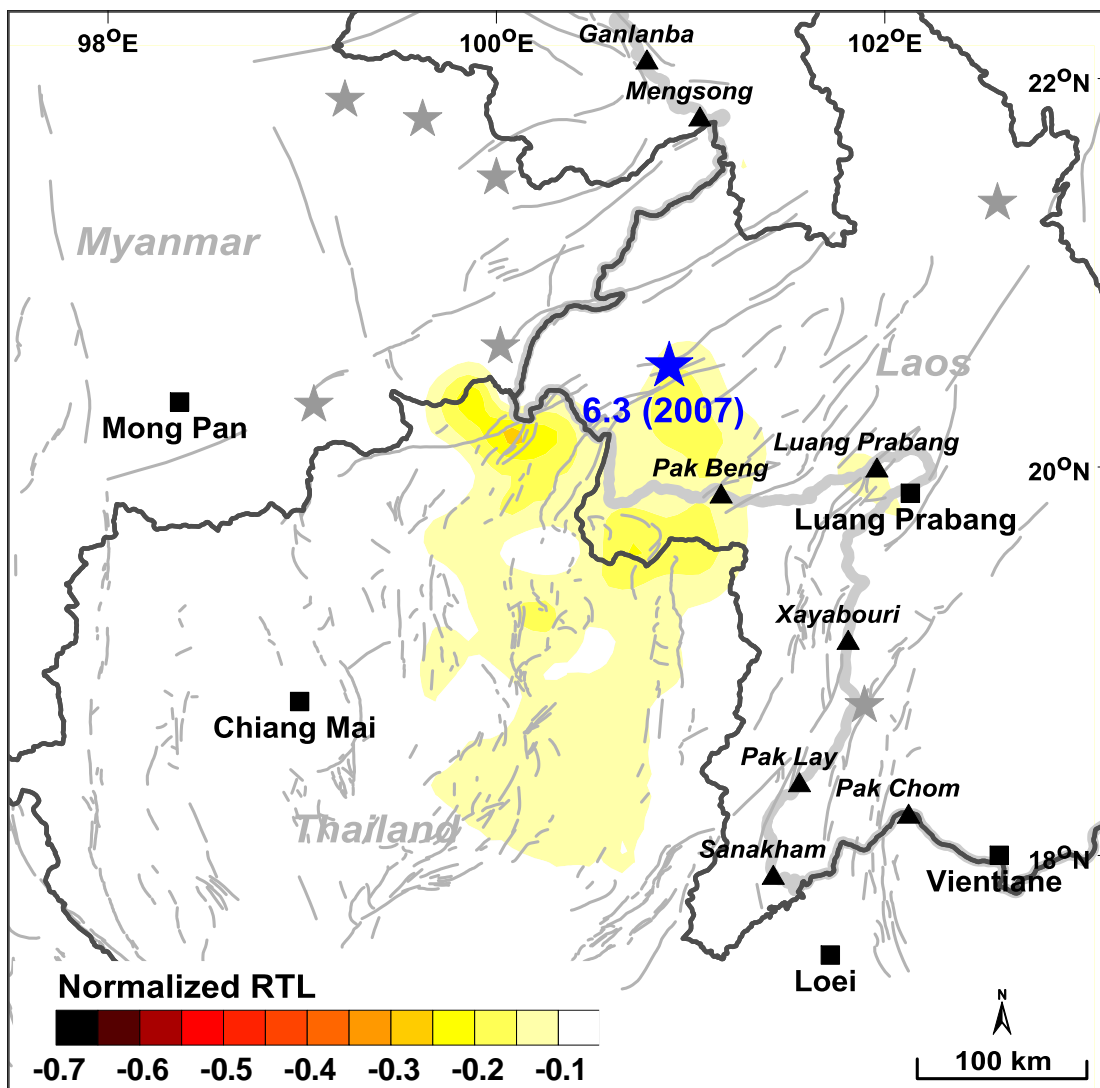 98°E
100°E
102°E
Ganlanba
22°N
Mengsong
Myanmar
Laos
6.3 (2007)
Mong Pan
Luang Prabang
Pak Beng
20°N
Luang Prabang
Xayabouri
Chiang Mai
Pak Lay
Pak Chom
Thailand
Sanakham
18°N
Vientiane
Loei
Normalized RTL
N
-0.7 -0.6 -0.5 -0.4 -0.3 -0.2 -0.1
100 km